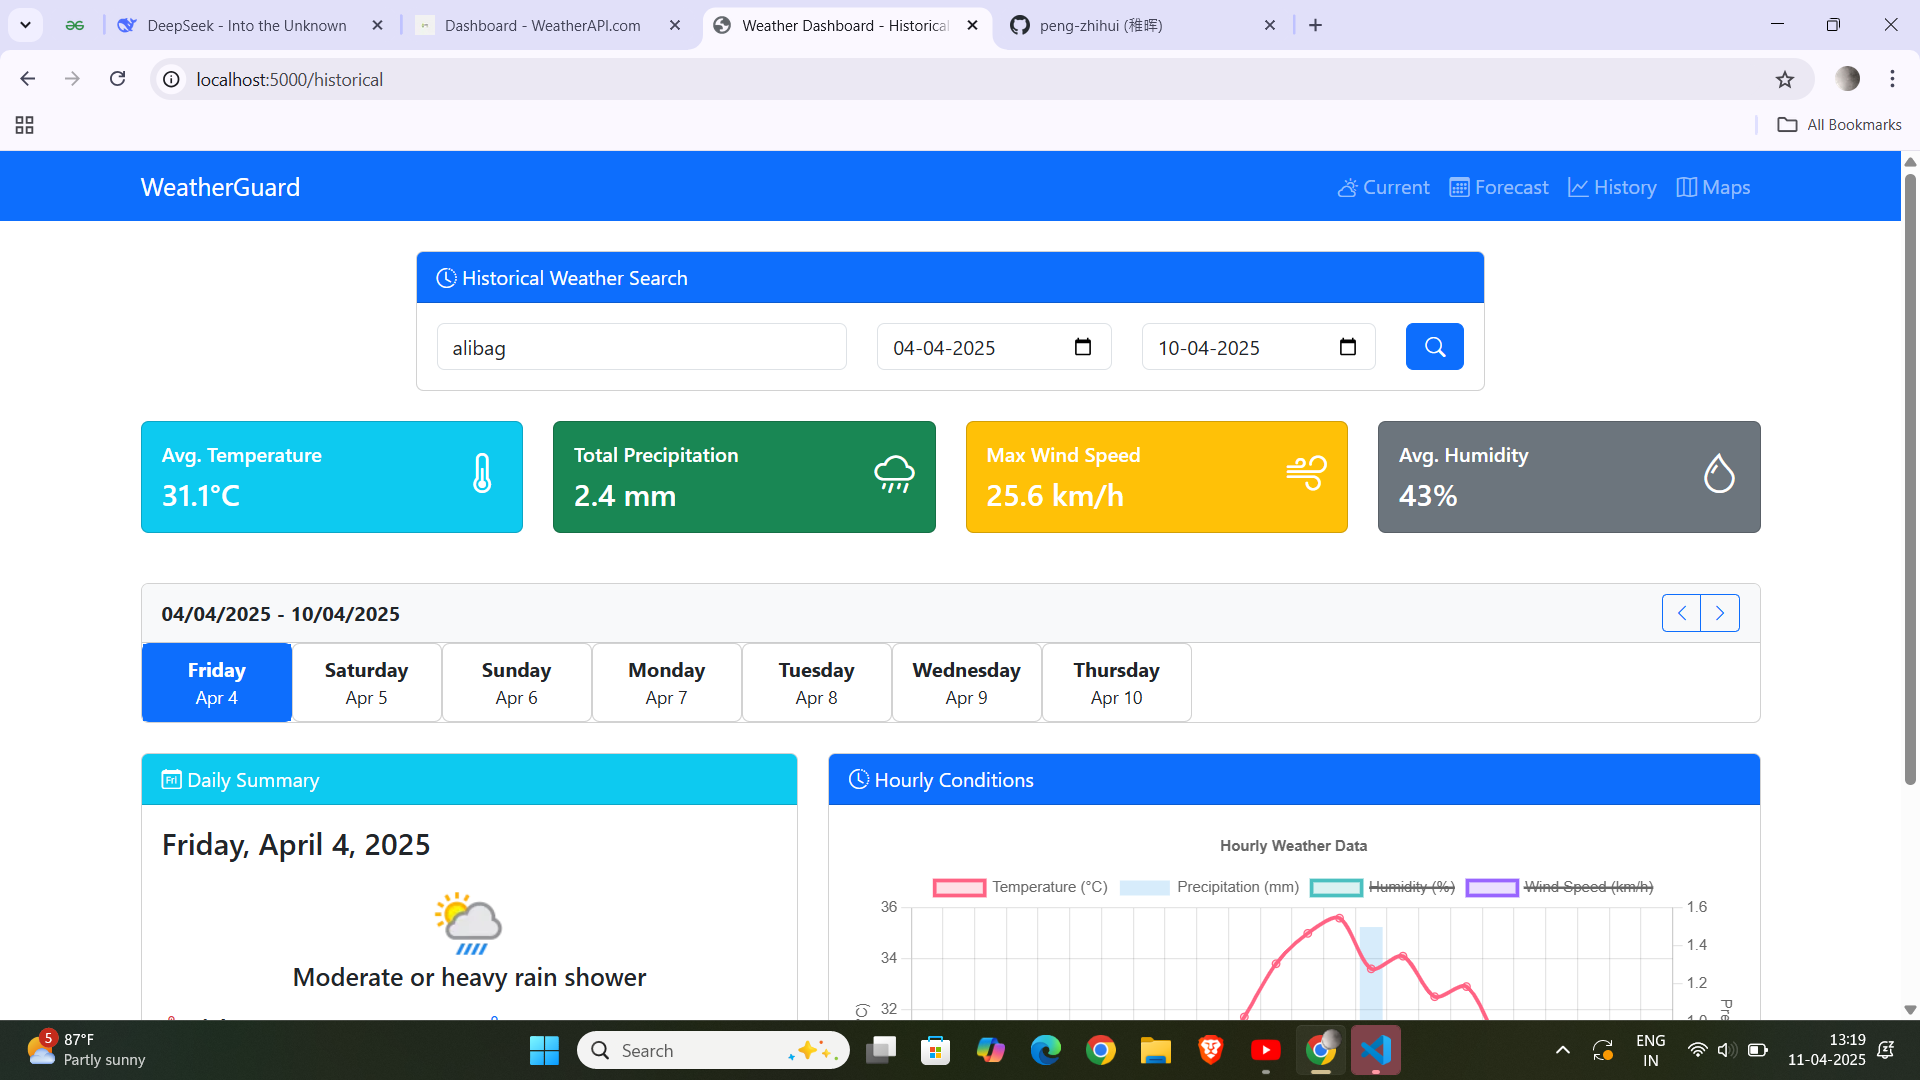 DeepSeek - Into the Unknown
Dashboard - WeatherAPI.com
Weather Dashboard - Historical
peng-zhihui (稚晖)
localhost:5000/historical
All Bookmarks
WeatherGuard
Current
Forecast
History
Maps
Historical Weather Search
alibag
04-04-2025
10-04-2025
Avg. Temperature
31.1°C
Total Precipitation
2.4 mm
Max Wind Speed
25.6 km/h
Avg. Humidity
43%
04/04/2025 - 10/04/2025
Friday
Apr 4
Saturday
Apr 5
Sunday
Apr 6
Monday
Apr 7
Tuesday
Apr 8
Wednesday
Apr 9
Thursday
Apr 10
Fri Daily Summary
Friday, April 4, 2025
Moderate or heavy rain shower
Hourly Conditions
Hourly Weather Data
Temperature (°C)
Precipitation (mm)
Humidity (%)
Wind Speed (km/h)
36
34
32
1.6
1.4
1.2
5
87°F
Partly sunny
Search
ENG
IN
13:19
11-04-2025